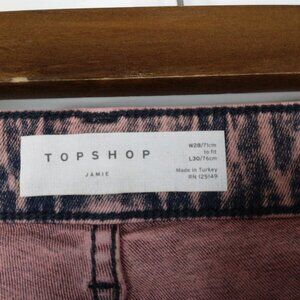 TOPSHOP
JAMIE
W28/71cm
to fit
L30/76cm
Made in Turkey
RN 125149